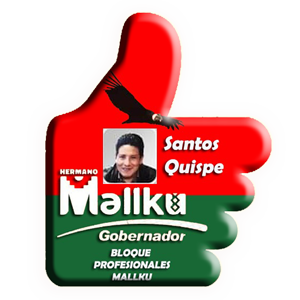 Santos
Quispe
HERMANO
Mallku
Gobernador
BLOQUE
PROFESIONALES
MALLKU